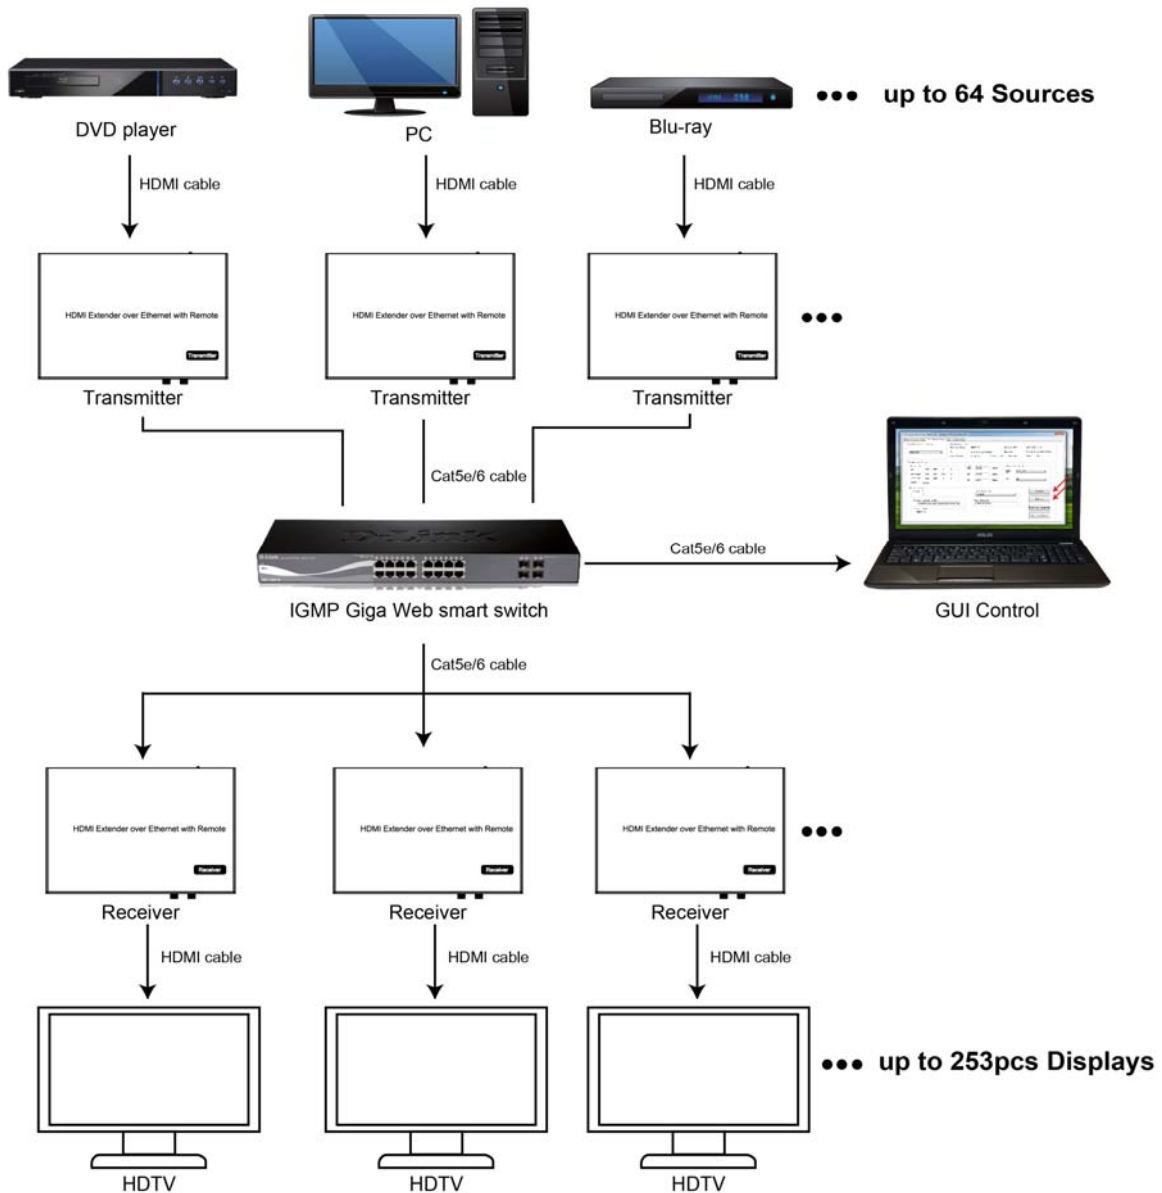 up to 64 Sources
DVD player
PC
Blu-ray
HDMI cable
HDMI cable
HDMI cable
HDMI Extender over Ethernet with Remote
HDMI Extender over Ethernet with Remote
HDMI Extender over Ethernet with Remote
Transmitter
Transmitter
Transmitter
Transmitter
Transmitter
Transmitter
Cat5e/6 cable
Cat5e/6 cable
IGMP Giga Web smart switch
GUI Control
Cat5e/6 cable
HDMI Extender over Ethernet with Remote
HDMI Extender over Ethernet with Remote
HDMI Extender over Ethernet with Remote
Receiver
Receiver
Receiver
Receiver
Receiver
Receiver
HDMI cable
HDMI cable
HDMI cable
up to 253pcs Displays
HDTV
HDTV
HDTV